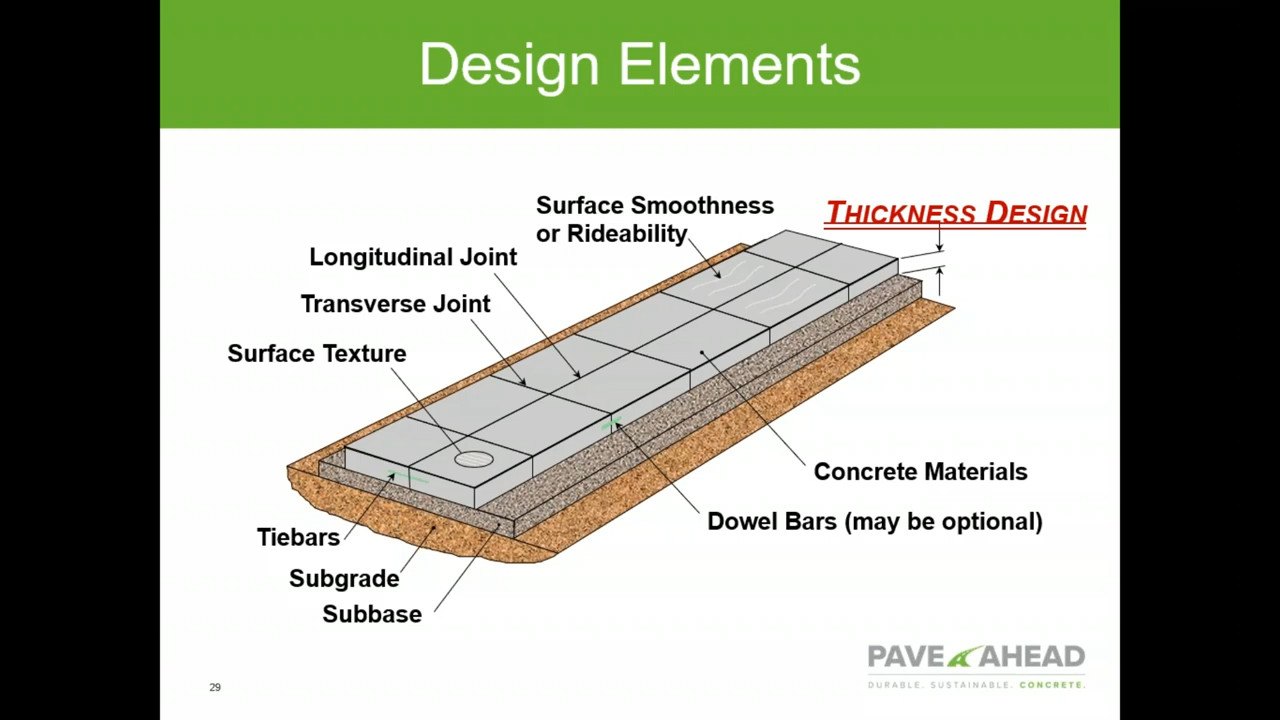 Design Elements
Surface Smoothness
or Rideability
THICKNESS DESIGN
Longitudinal Joint
Transverse Joint
Surface Texture
Concrete Materials
Dowel Bars (may be optional)
Tiebars
Subgrade
Subbase
29
PAVE AHEAD
DURABLE. SUSTAINABLE. CONCRETE.